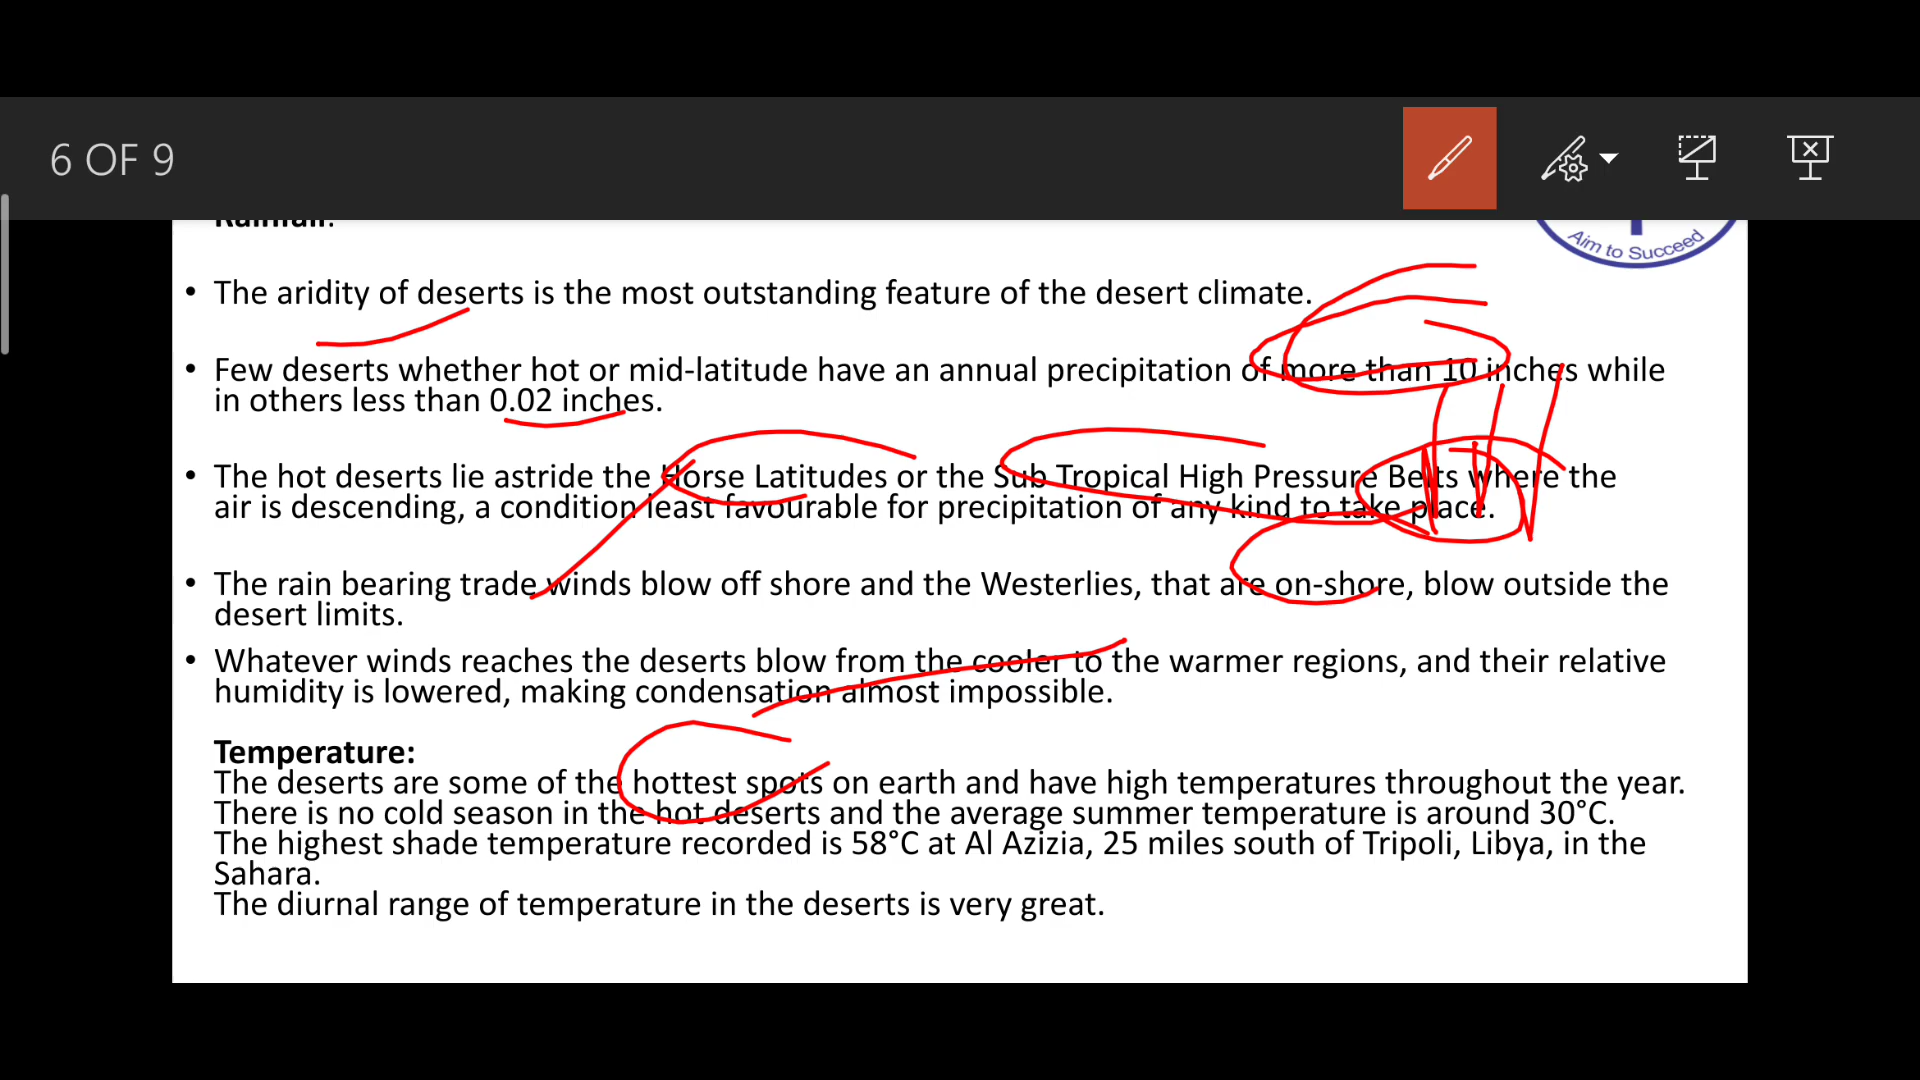 6 OF 9
Rainfall:
Aim to Succeed
• The aridity of deserts is the most outstanding feature of the desert climate.
• Few deserts whether hot or mid-latitude have an annual precipitation of more than 10 inches while
in others less than 0.02 inches.
• The hot deserts lie astride the Horse Latitudes or the Sub Tropical High Pressure Belts where the
air is descending, a condition least favourable for precipitation of any kind to take place.
• The rain bearing trade winds blow off shore and the Westerlies, that are on-shore, blow outside the
desert limits.
• Whatever winds reaches the deserts blow from the cooler to the warmer regions, and their relative
humidity is lowered, making condensation almost impossible.
Temperature:
The deserts are some of the hottest spots on earth and have high temperatures throughout the year.
There is no cold season in the hot deserts and the average summer temperature is around 30°C.
The highest shade temperature recorded is 58°C at Al Azizia, 25 miles south of Tripoli, Libya, in the
Sahara.
The diurnal range of temperature in the deserts is very great.